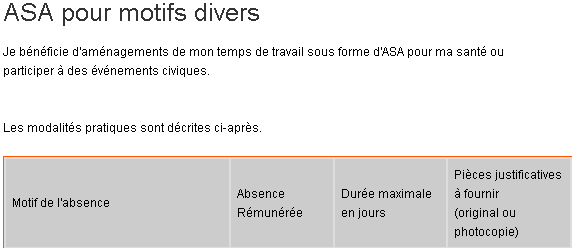 ASA pour motifs divers
Je bénéficie d'aménagements de mon temps de travail sous forme d'ASA pour ma santé ou
participer à des événements civiques.
Les modalités pratiques sont décrites ci-après.
Motif de l'absence
Absence
Rémunérée
Durée maximale
en jours
Pièces justificatives
à fournir
(original ou
photocopie)